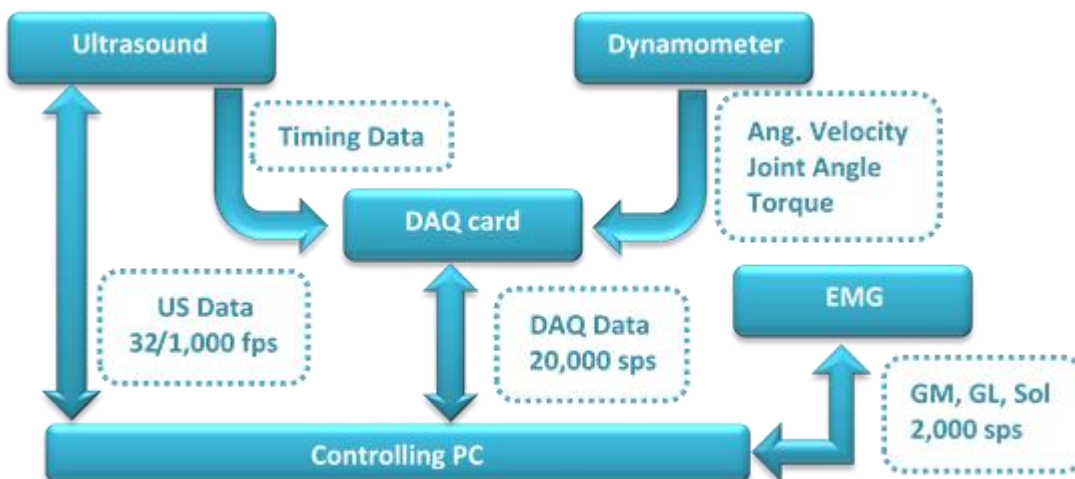 Ultrasound
Dynamometer
Timing Data
Ang. Velocity
Joint Angle
Torque
DAQ card
US Data
32/1,000 fps
DAQ Data
20,000 sps
EMG
GM, GL, Sol
2,000 sps
Controlling PC